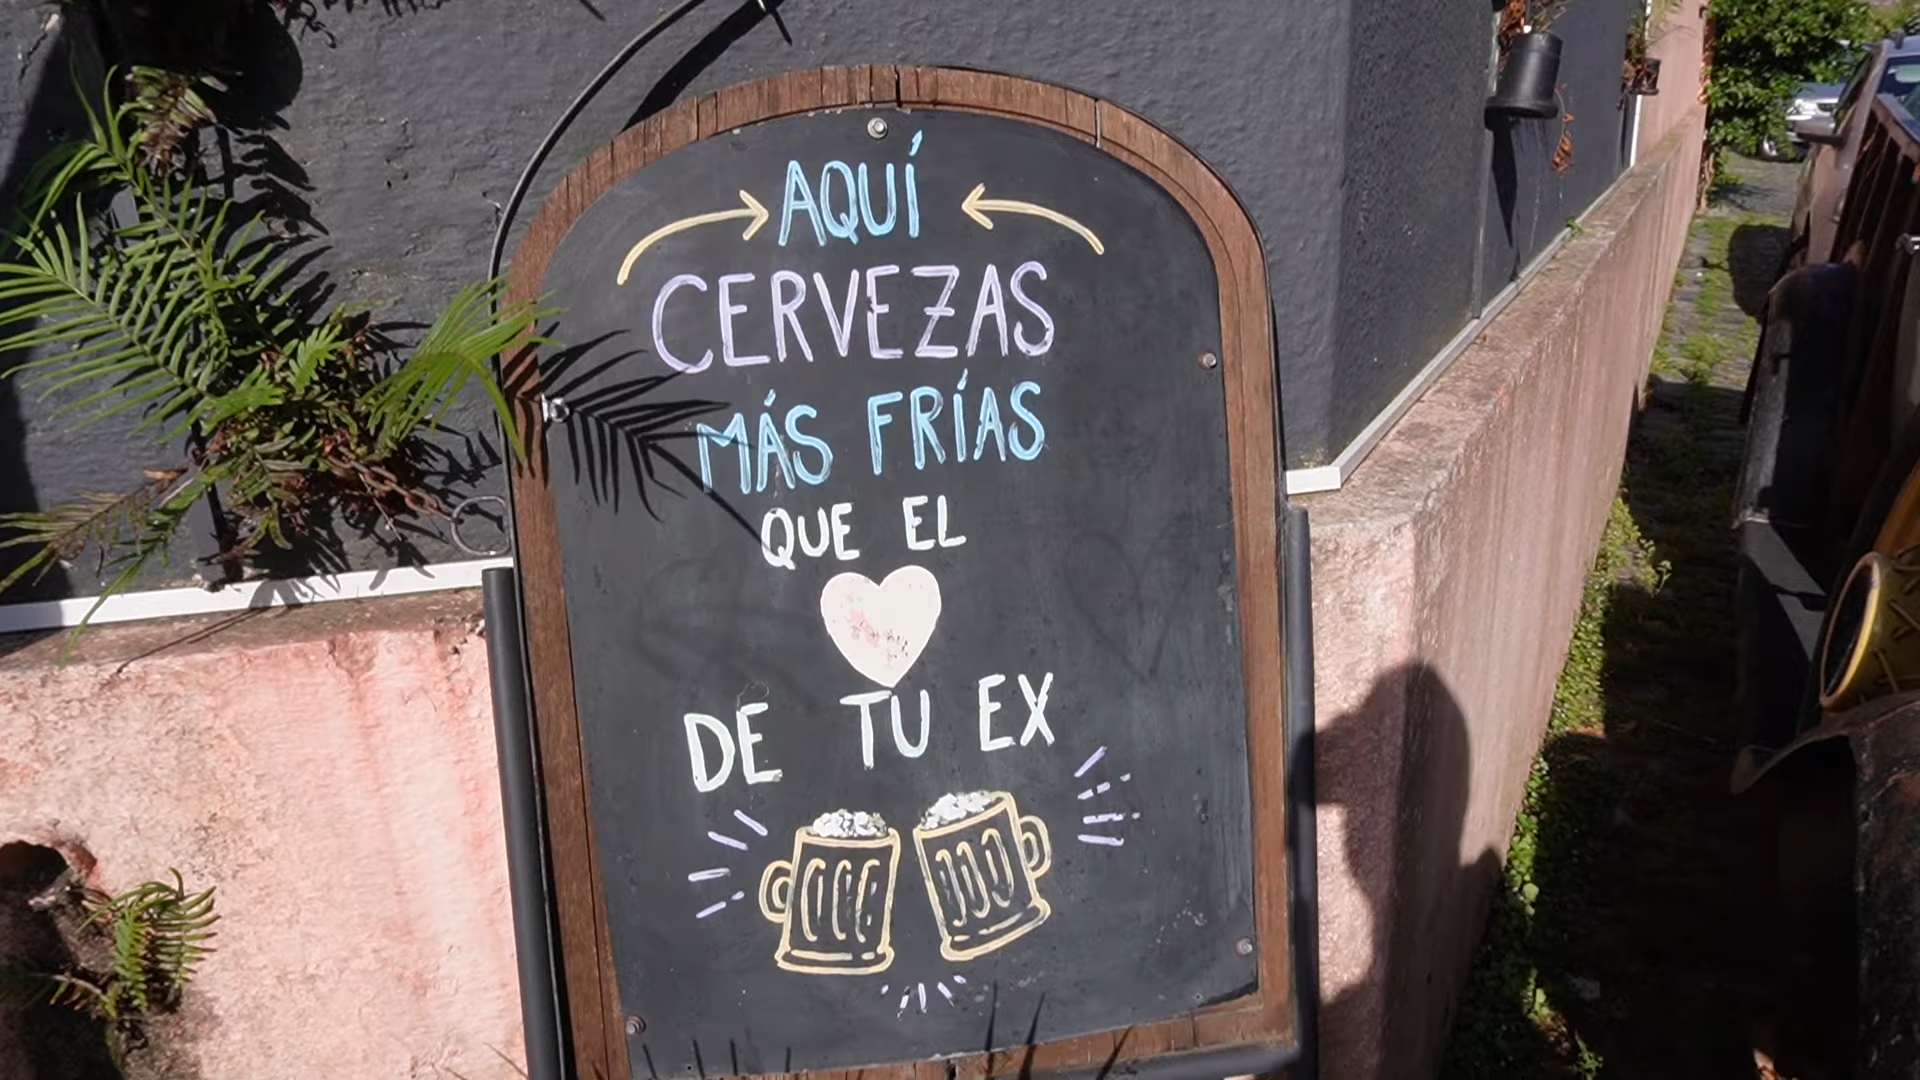 AQUÍ
CERVEZAS
MÁS FRÍAS
QUE EL
DE TU EX